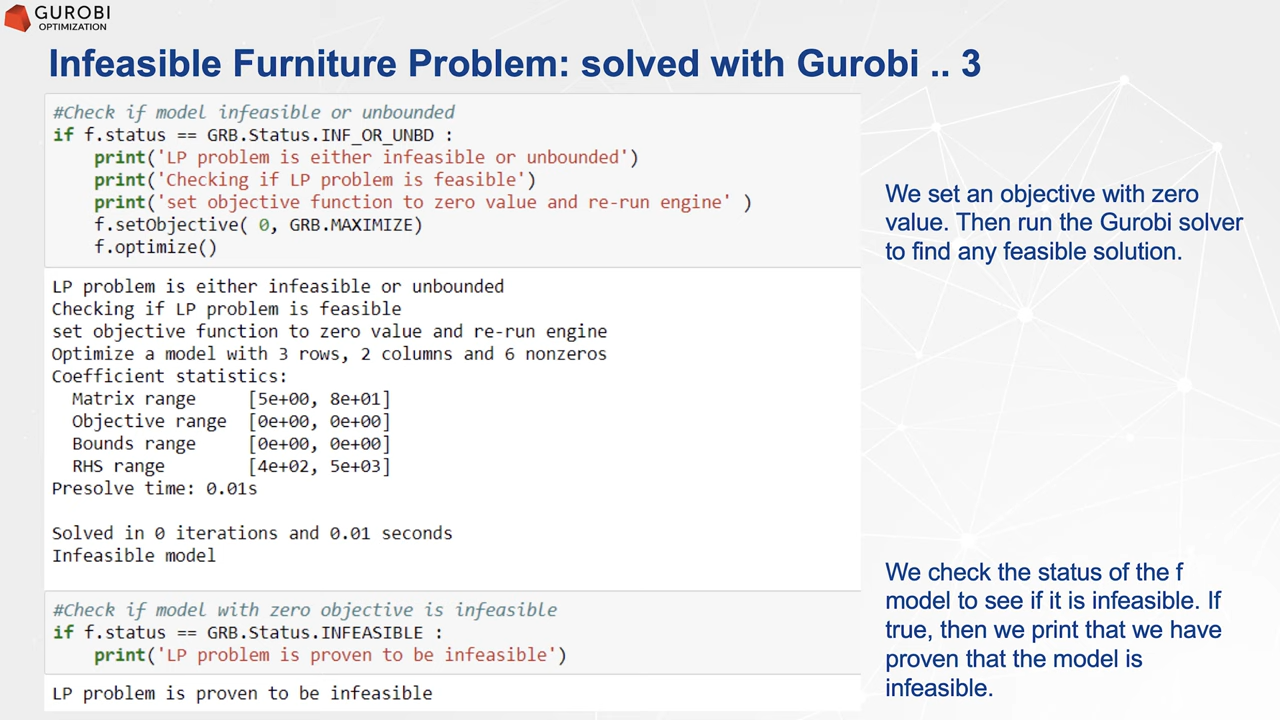 GUROBI
OPTIMIZATION
Infeasible Furniture Problem: solved with Gurobi .. 3
#Check if model infeasible or unbounded
if f.status == GRB.Status.INF_OR_UNBD :
    print('LP problem is either infeasible or unbounded')
    print('Checking if LP problem is feasible')
    print('set objective function to zero value and re-run engine' )
    f.setObjective( 0, GRB.MAXIMIZE)
    f.optimize()
LP problem is either infeasible or unbounded
Checking if LP problem is feasible
set objective function to zero value and re-run engine
Optimize a model with 3 rows, 2 columns and 6 nonzeros
Coefficient statistics:
  Matrix range     [5e+00, 8e+01]
  Objective range  [0e+00, 0e+00]
  Bounds range     [0e+00, 0e+00]
  RHS range        [4e+02, 5e+03]
Presolve time: 0.01s
Solved in 0 iterations and 0.01 seconds
Infeasible model
#Check if model with zero objective is infeasible
if f.status == GRB.Status.INFEASIBLE :
    print('LP problem is proven to be infeasible')
LP problem is proven to be infeasible
We set an objective with zero
value. Then run the Gurobi solver
to find any feasible solution.
We check the status of the f
model to see if it is infeasible. If
true, then we print that we have
proven that the model is
infeasible.